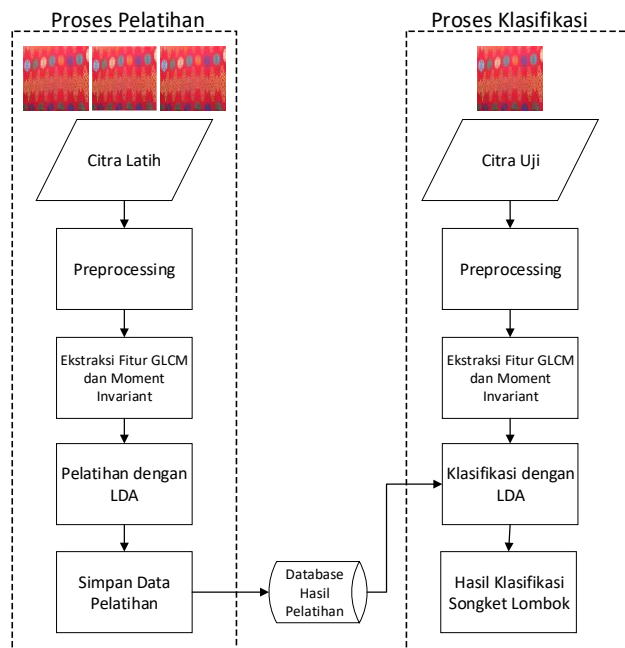 Proses Pelatihan
Citra Latih
Preprocessing
Ekstraksi Fitur GLCM
dan Moment
Invariant
Pelatihan dengan
LDA
Simpan Data
Pelatihan
Database
Hasil
Pelatihan
Proses Klasifikasi
Citra Uji
Preprocessing
Ekstraksi Fitur GLCM
dan Moment
Invariant
Klasifikasi dengan
LDA
Hasil Klasifikasi
Songket Lombok